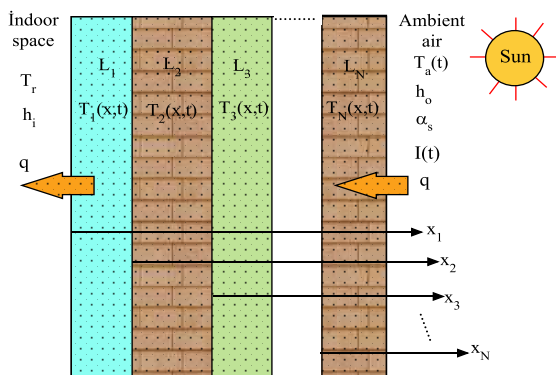 İndoor
space
T_r
h_i
q
L_1
T_1(x,t)
L_2
T_2(x,t)
L_3
T_3(x,t)
L_N
T_N(x,t)
Ambient
air
T_a(t)
h_o
α_s
I(t)
q
Sun
x_1
x_2
x_3
x_N